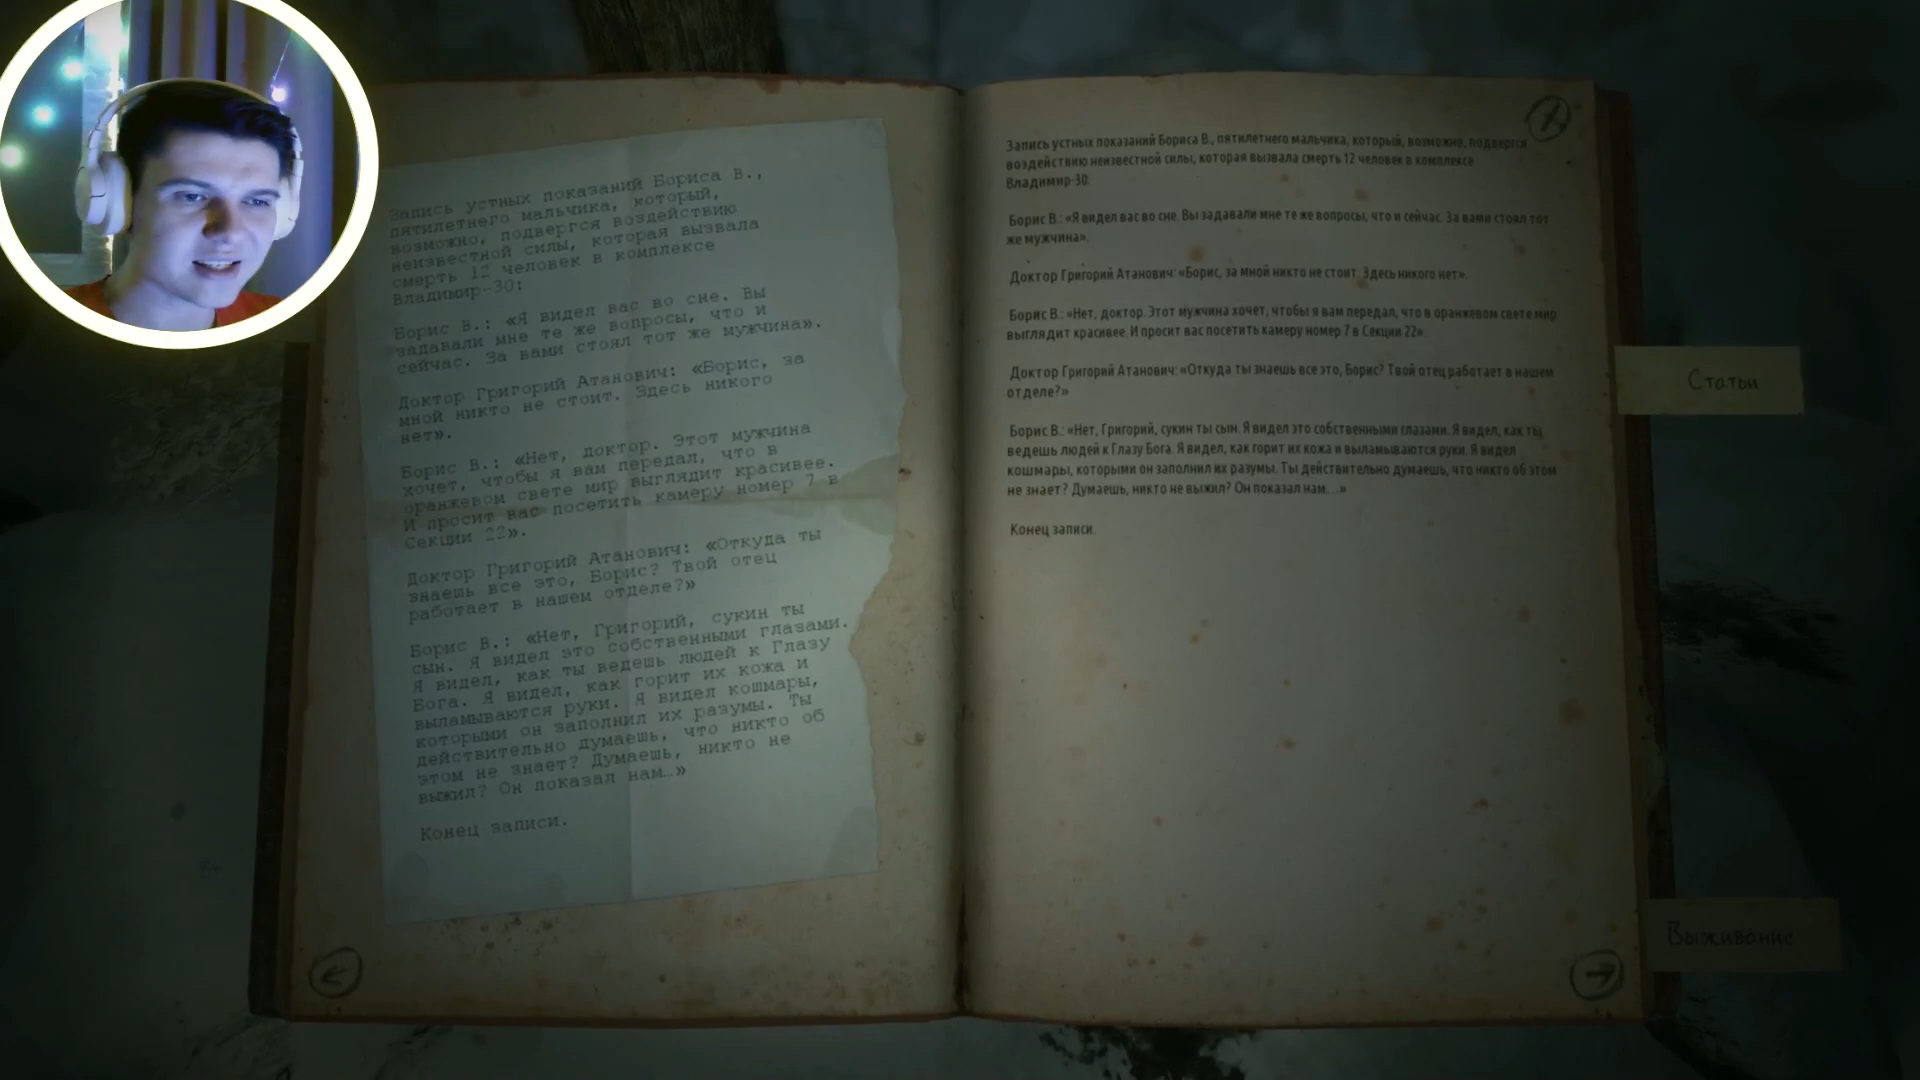 Запись устных показаний Бориса В.,
пятилетнего мальчика, который,
возможно, подвергся воздействию
неизвестной силы, которая вызвала
смерть 12 человек в комплексе
Владимир-30:
Борис В.: «Я видел вас во сне. Вы
задавали мне те же вопросы, что и
сейчас. За вами стоял тот же мужчина».
Доктор Григорий Атанович: «Борис, за
мной никто не стоит. Здесь никого
нет».
Борис В.: «Нет, доктор. Этот мужчина
хочет, чтобы я вам передал, что в
оранжевом свете мир выглядит красивее.
И просит вас посетить камеру номер 7 в
Секции 22».
Доктор Григорий Атанович: «Откуда ты
знаешь все это, Борис? Твой отец
работает в нашем отделе?»
Борис В.: «Нет, Григорий, сукин ты
сын. Я видел это собственными глазами.
Я видел, как ты ведешь людей к Глазу
Бога. Я видел, как горит их кожа и
выламываются руки. Я видел кошмары,
которыми он заполнил их разумы. Ты
действительно думаешь, что никто об
этом не знает? Думаешь, никто не
выжил? Он показал нам…»
Конец записи.
Запись устных показаний Бориса В., пятилетнего мальчика, который, возможно, подвергся
воздействию неизвестной силы, которая вызвала смерть 12 человек в комплексе
Владимир-30:
Борис В.: «Я видел вас во сне. Вы задавали мне те же вопросы, что и сейчас. За вами стоял тот
же мужчина».
Доктор Григорий Атанович: «Борис, за мной никто не стоит. Здесь никого нет».
Борис В.: «Нет, доктор. Этот мужчина хочет, чтобы я вам передал, что в оранжевом свете мир
выглядит красивее. И просит вас посетить камеру номер 7 в Секции 22».
Доктор Григорий Атанович: «Откуда ты знаешь все это, Борис? Твой отец работает в нашем
отделе?»
Борис В.: «Нет, Григорий, сукин ты сын. Я видел это собственными глазами. Я видел, как ты
ведешь людей к Глазу Бога. Я видел, как горит их кожа и выламываются руки. Я видел
кошмары, которыми он заполнил их разумы. Ты действительно думаешь, что никто об этом
не знает? Думаешь, никто не выжил? Он показал нам…»
Конец записи.
Статьи
Выживание